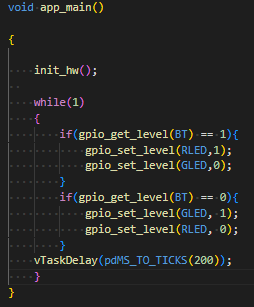 void app_main()
{
init_hw();
while(1)
{
if(gpio_get_level(BT) == 1){
gpio_set_level(RLED,1);
gpio_set_level(GLED,0);
}
if(gpio_get_level(BT) == 0){
gpio_set_level(GLED, 1);
gpio_set_level(RLED, 0);
}
vTaskDelay(pdMS_TO_TICKS(200));
}
}